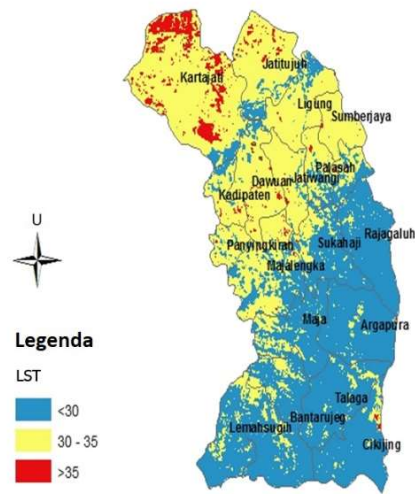 Jatitujuh
Kartajati
Ligung
Sumberjaya
Palasah
Jatiwangi
Dawuan
Kadipaten
Rajagaluh
Sukahaji
Panyingkiran
Majalengka
U
Maja
Argapura
Legenda
LST
<30
30 - 35
>35
Talaga
Bantarujeg
Lemahsugih
Cikijing